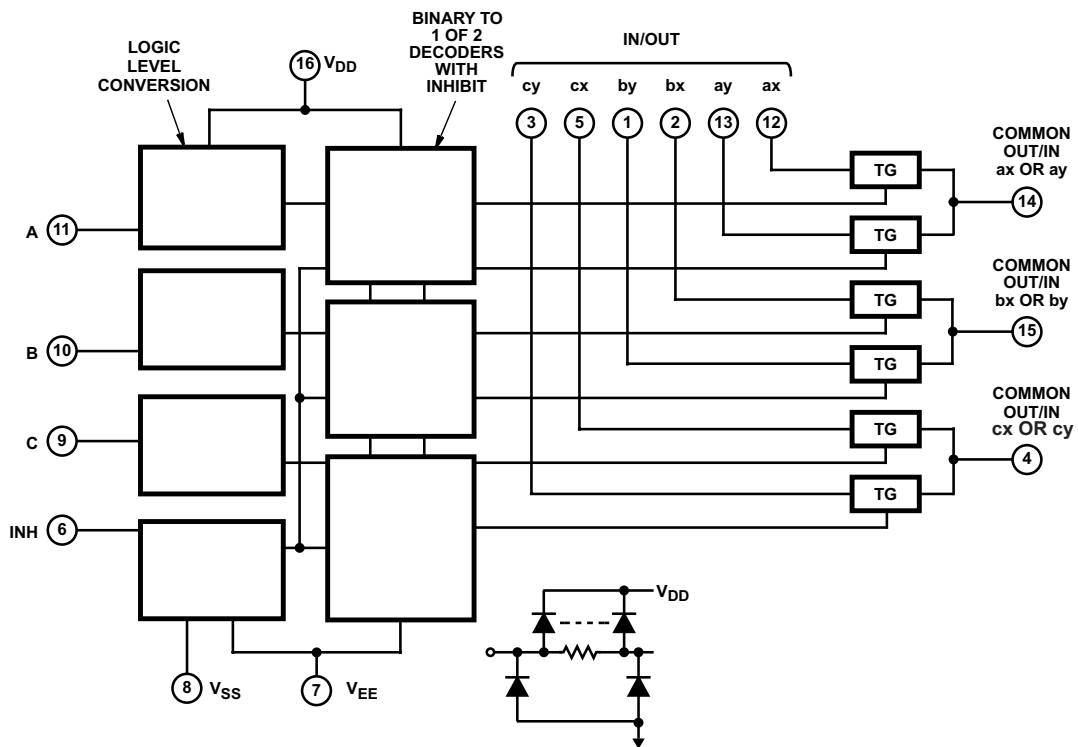 LOGIC
LEVEL
CONVERSION
16 VDD
BINARY TO
1 OF 2
DECODERS
WITH
INHIBIT
IN/OUT
cy cx by bx ay ax
3 5 1 2 13 12
COMMON
OUT/IN
ax OR ay
14
TG
TG
A 11
COMMON
OUT/IN
bx OR by
15
TG
TG
B 10
COMMON
OUT/IN
cx OR cy
4
TG
TG
C 9
INH 6
8 VSS
7 VEE
VDD